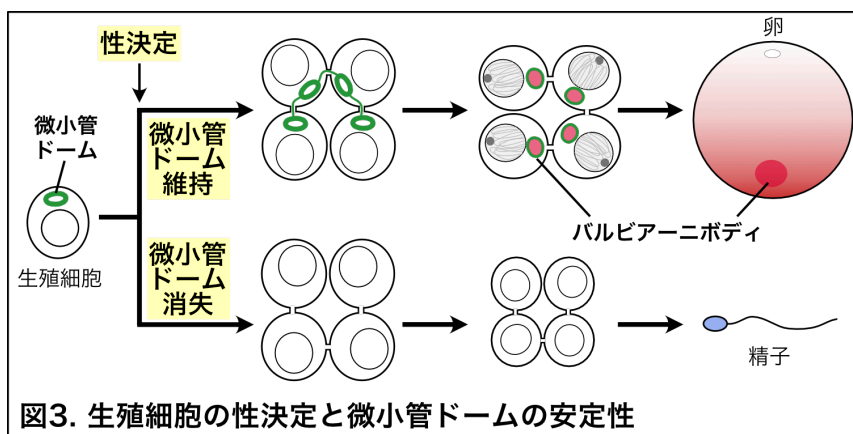 性決定
微小管
ドーム
生殖細胞
微小管
ドーム
維持
卵
バルビアーニボディ
微小管
ドーム
消失
精子
図3. 生殖細胞の性決定と微小管ドームの安定性